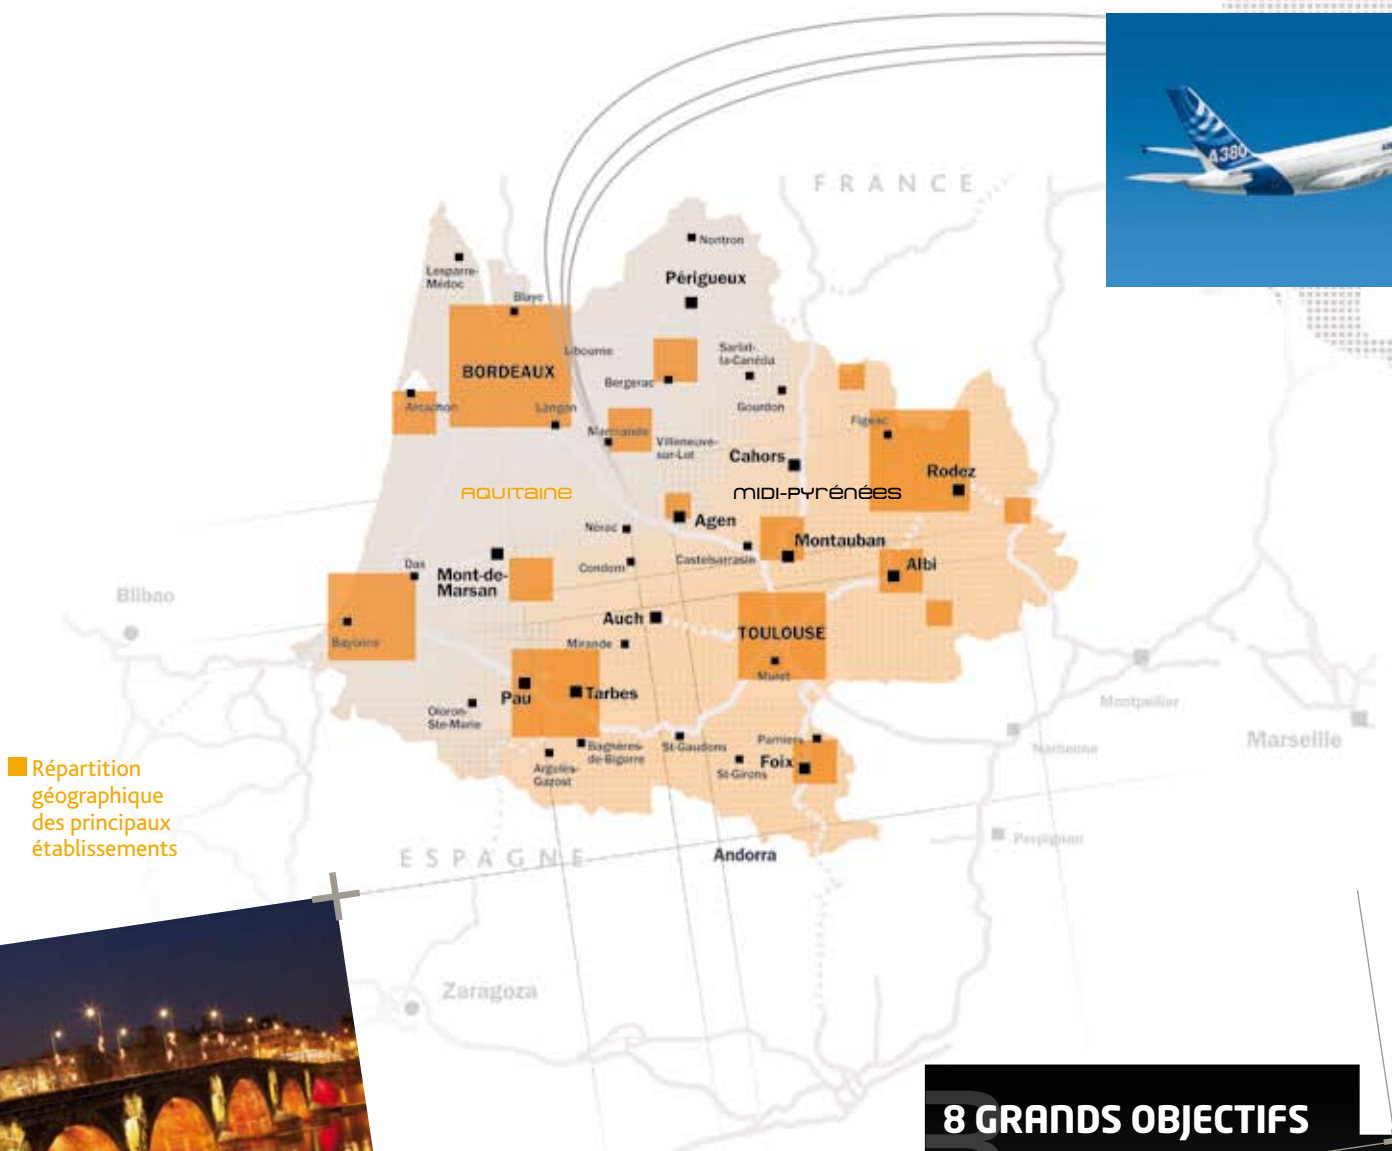 A380
FRANCE
Nontron
Lesparre-
Médoc
Périgueux
Blaye
Libourne
Sarlat-
la-Canéda
BORDEAUX
Bergerac
Arcachon
Langon
Gourdon
Figeac
Marmande
Villeneuve-
sur-Lot
Cahors
Rodez
AQUITAINE
MIDI-PYRÉNÉES
Agen
Nérac
Montauban
Castelsarrasin
Dax
Condom
Albi
Mont-de-
Marsan
Bilbao
Auch
TOULOUSE
Bayonne
Mirande
Muret
Pau
Tarbes
Montpellier
Oloron-
Ste-Marie
Marseille
Bagnères-
de-Bigorre
St-Gaudens
Pamiers
Narbonne
Argelès-
Gazost
St-Girons
Foix
Répartition
géographique
des principaux
établissements
Perpignan
ESPAGNE
Andorra
Zaragoza
8 GRANDS OBJECTIFS